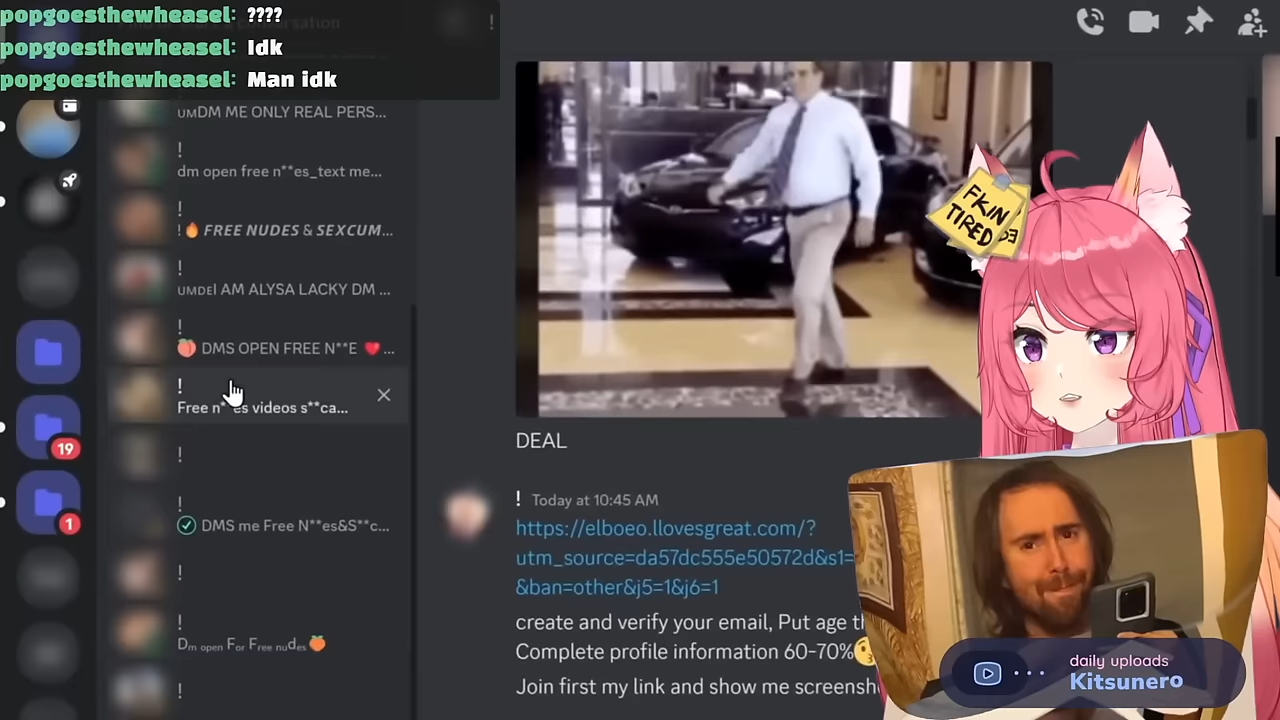 popgoesthewheasel: ????
popgoesthewheasel: Idk
popgoesthewheasel: Man idk
UMDM ME ONLY REAL PERS...
!
dm open free n**es_text me...
!
!🔥 FREE NUDES & SEXCUM...
!
UMDEI AM ALYSA LACKY DM ...
!
🍑 DMS OPEN FREE N**E ❤️ ...
!
Free n**es videos s**ca...
!
!
DMS me Free N**es&S**c...
!
!
Dm open For Free nudes 🍑
!
19
1
!
DEAL
! Today at 10:45 AM
https://elboeo.llovesgreat.com/?
utm_source=da57dc555e50572d&s1=
&ban=other&j5=1&j6=1
create and verify your email, Put age th
Complete profile information 60-70%
Join first my link and show me screensh
FKIN
TIRED
daily uploads
Kitsunero